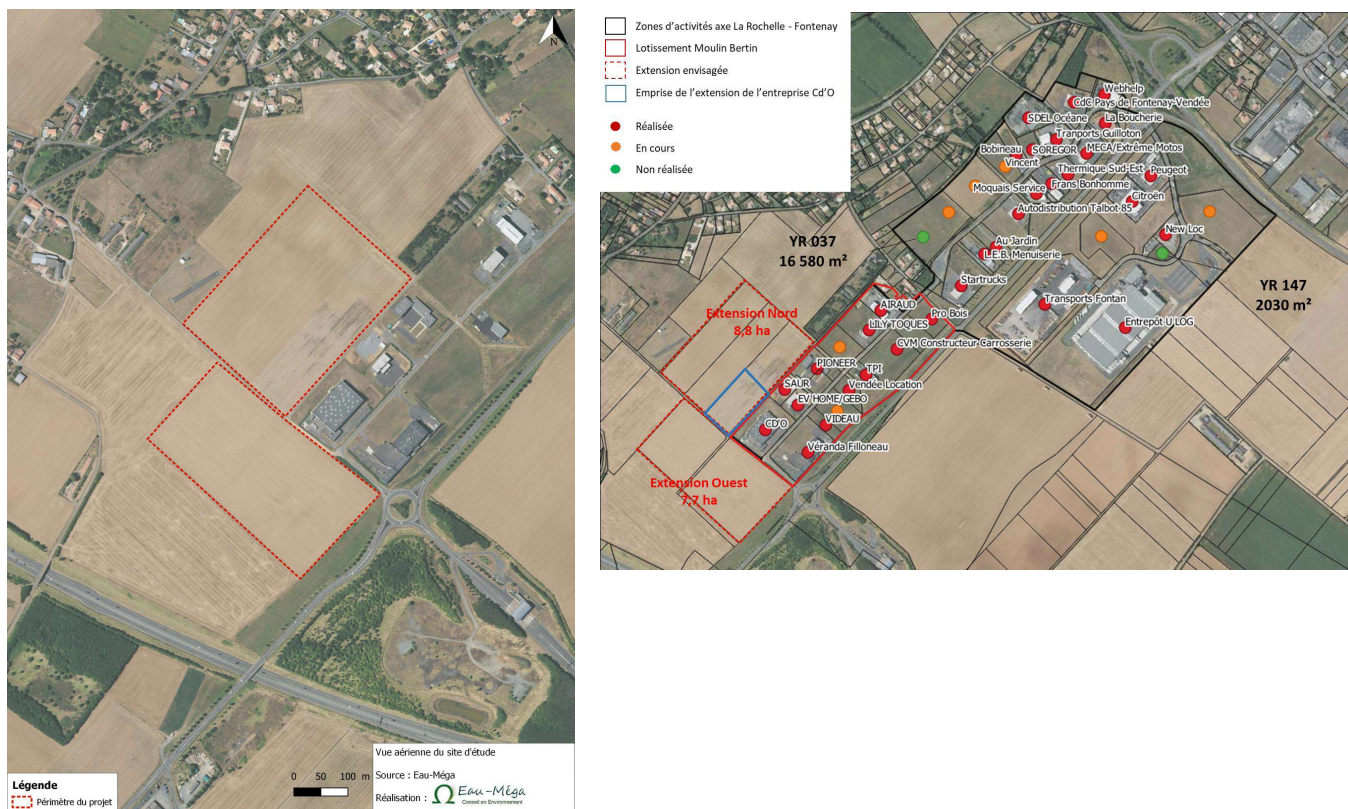 N
Vue aérienne du site d'étude
Source : Eau-Méga
Réalisation :
Eau-Méga
Conseil en Environnement
0 50 100 m
Légende
Périmètre du projet
Zones d'activités axe La Rochelle - Fontenay
Lotissement Moulin Bertin
Extension envisagée
Emprise de l'extension de l'entreprise Cd'O
Réalisée
En cours
Non réalisée
Webhelp
CdC Pays de Fontenay-Vendée
SDEL Océane
La Boucherie
Tranports Guilloton
Bobineau
SOREGOR
MECA/Extrême Motos
Vincent
Thermique Sud-Est
Peugeot
Moquais Service
Frans Bonhomme
Citroën
Autodistribution Talbot 85
New Loc
Au Jardin
L.E.B. Menuiserie
YR 037
16 580 m²
Startrucks
Transports Fontan
YR 147
2030 m²
Entrepôt U LOG
Extension Nord
8,8 ha
AIRAUD
Pro Bois
LILY TOQUES
CVM Constructeur Carrosserie
PIONEER
TPI
SAUR
Vendée Location
EV HOME/GEBO
CD'O
VIDEAU
Véranda Filloneau
Extension Ouest
7,7 ha